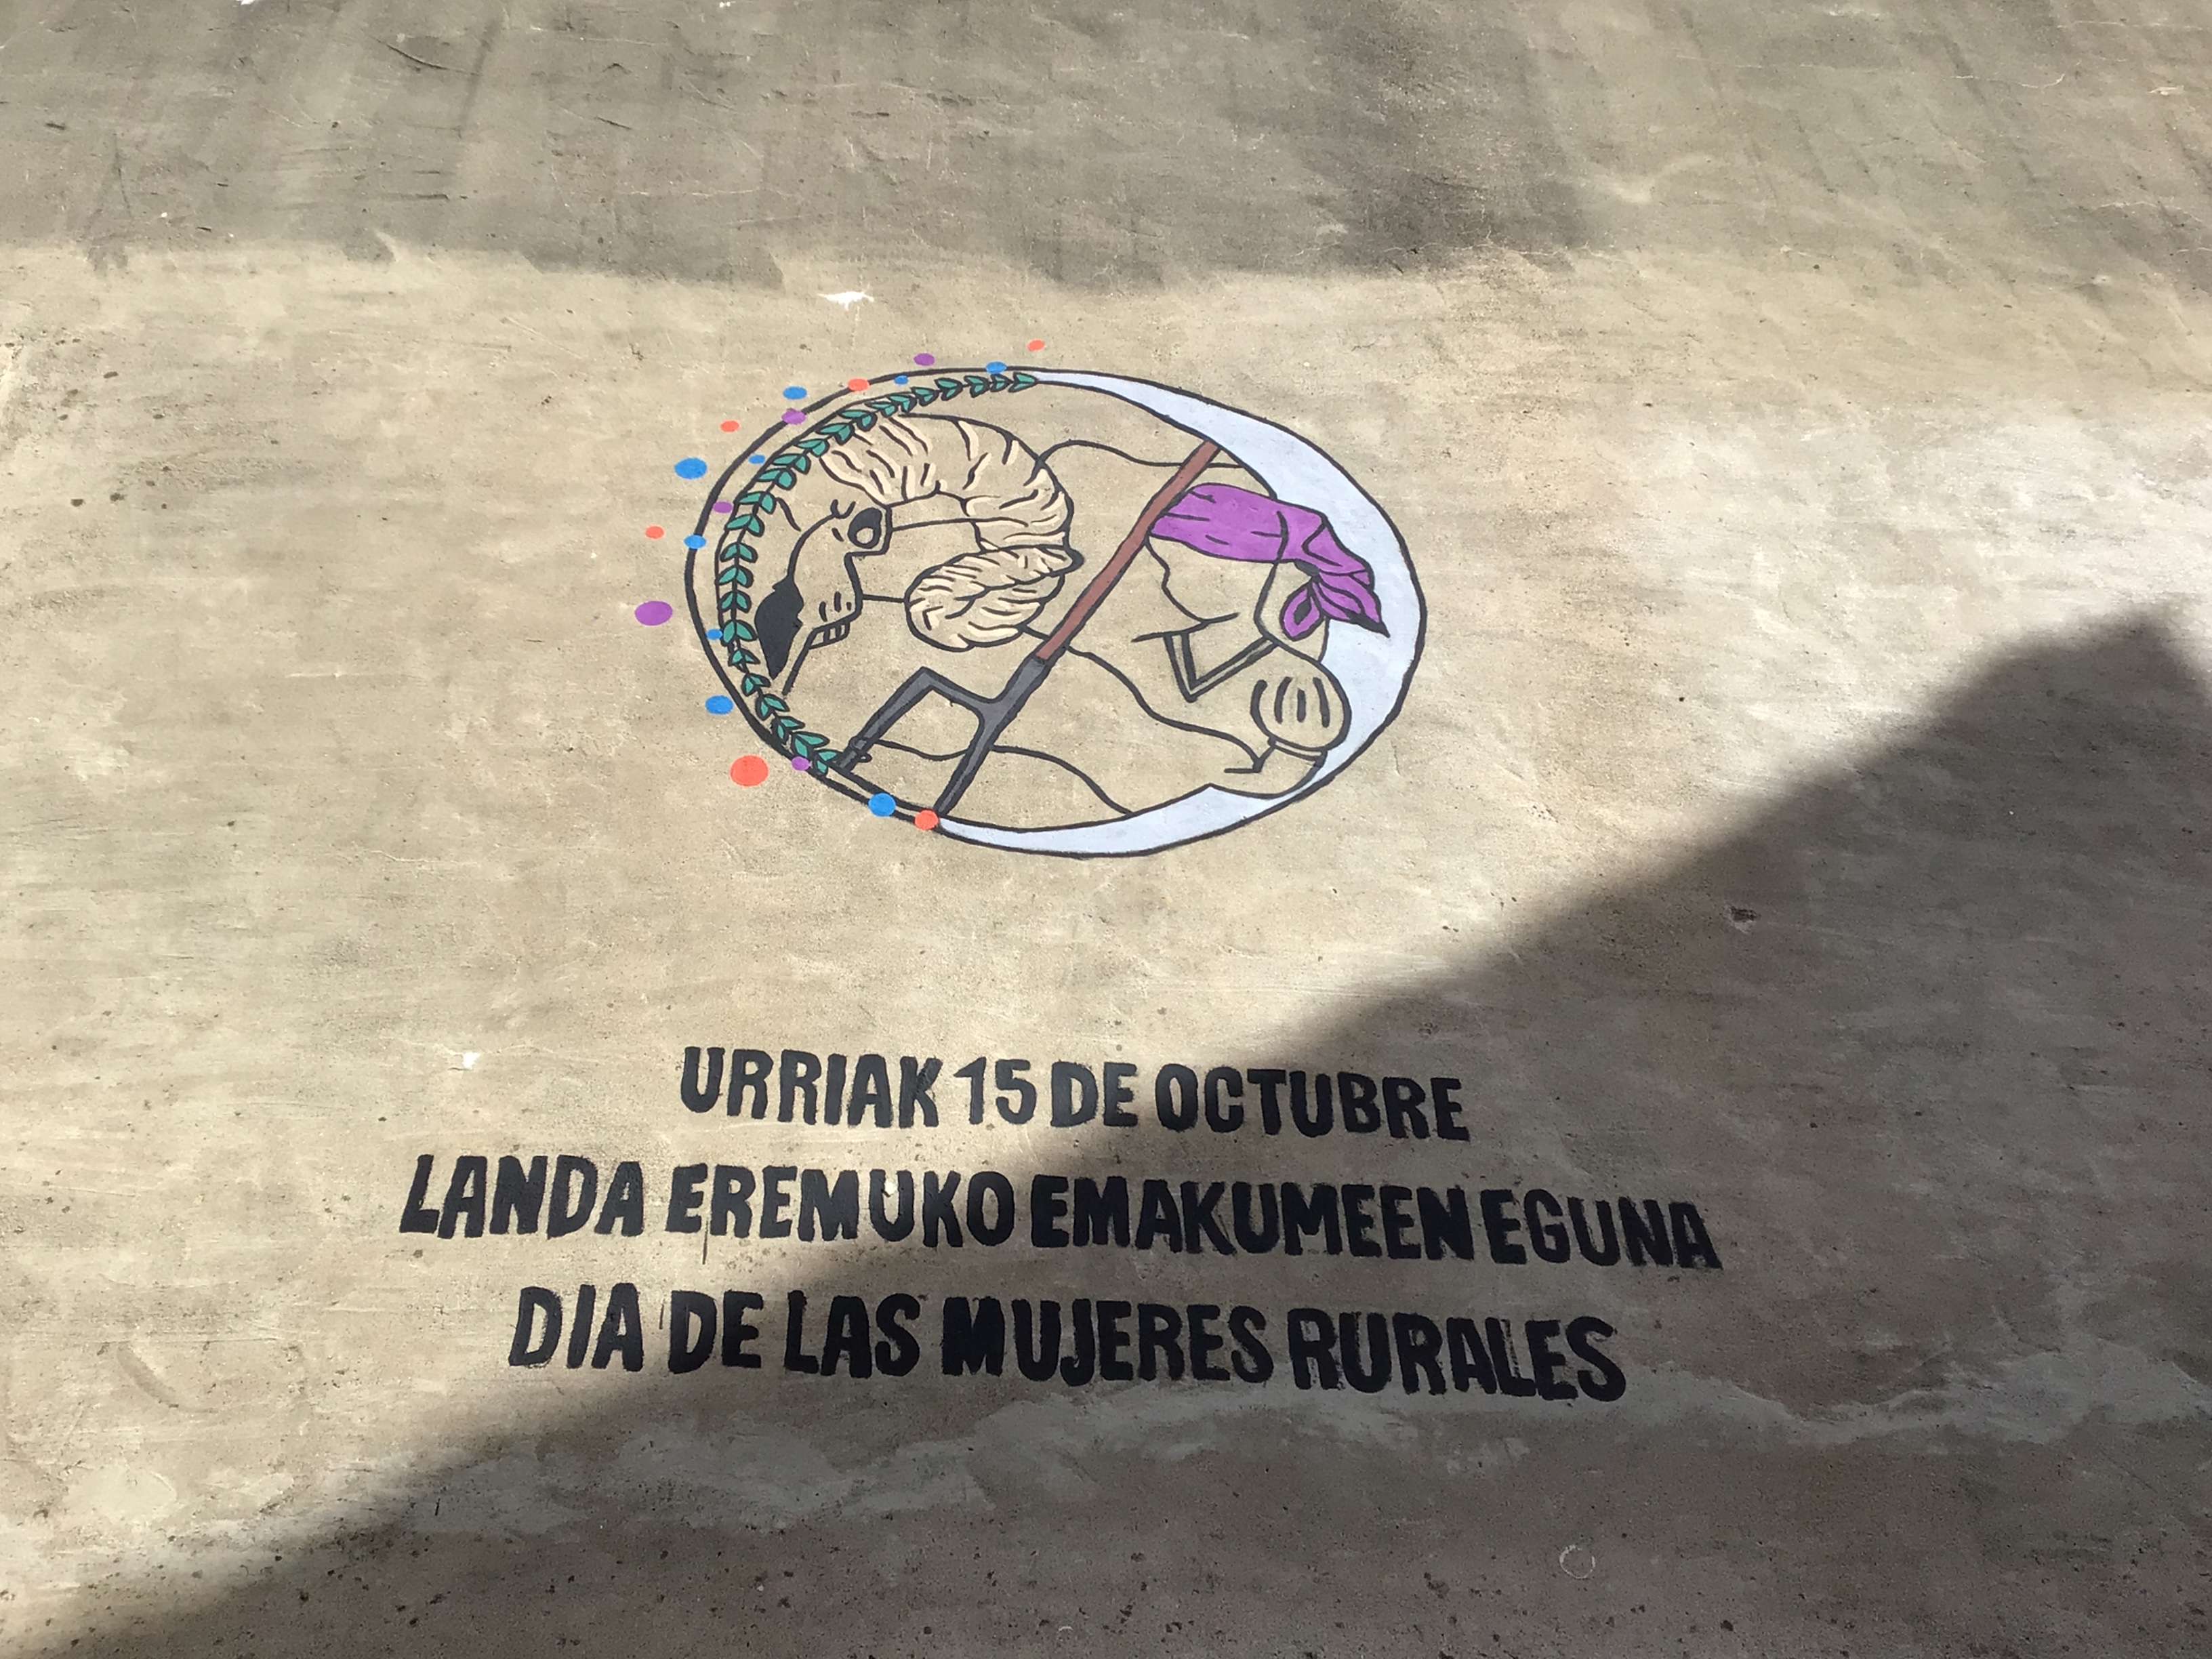 URRIAK 15 DE OCTUBRE
LANDA EREMUKO EMAKUMEEN EGUNA
DIA DE LAS MUJERES RURALES